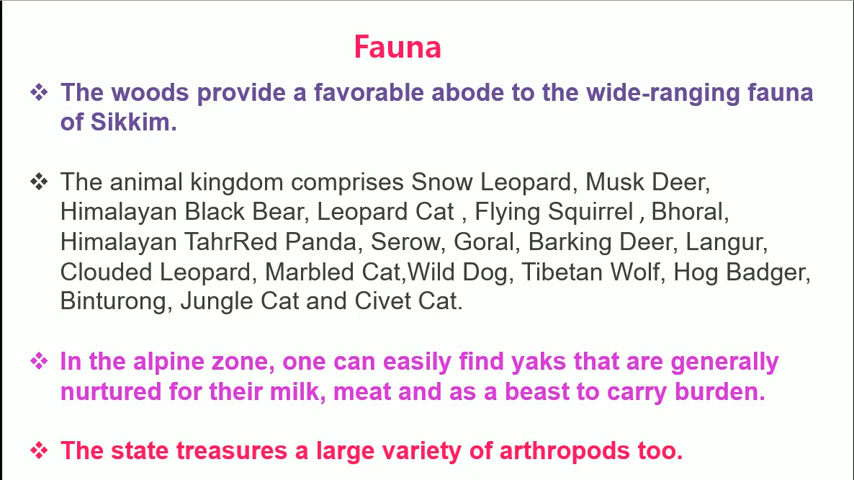 Fauna
❖ The woods provide a favorable abode to the wide-ranging fauna
of Sikkim.
❖ The animal kingdom comprises Snow Leopard, Musk Deer,
Himalayan Black Bear, Leopard Cat , Flying Squirrel , Bhoral,
Himalayan TahrRed Panda, Serow, Goral, Barking Deer, Langur,
Clouded Leopard, Marbled Cat,Wild Dog, Tibetan Wolf, Hog Badger,
Binturong, Jungle Cat and Civet Cat.
❖ In the alpine zone, one can easily find yaks that are generally
nurtured for their milk, meat and as a beast to carry burden.
❖ The state treasures a large variety of arthropods too.